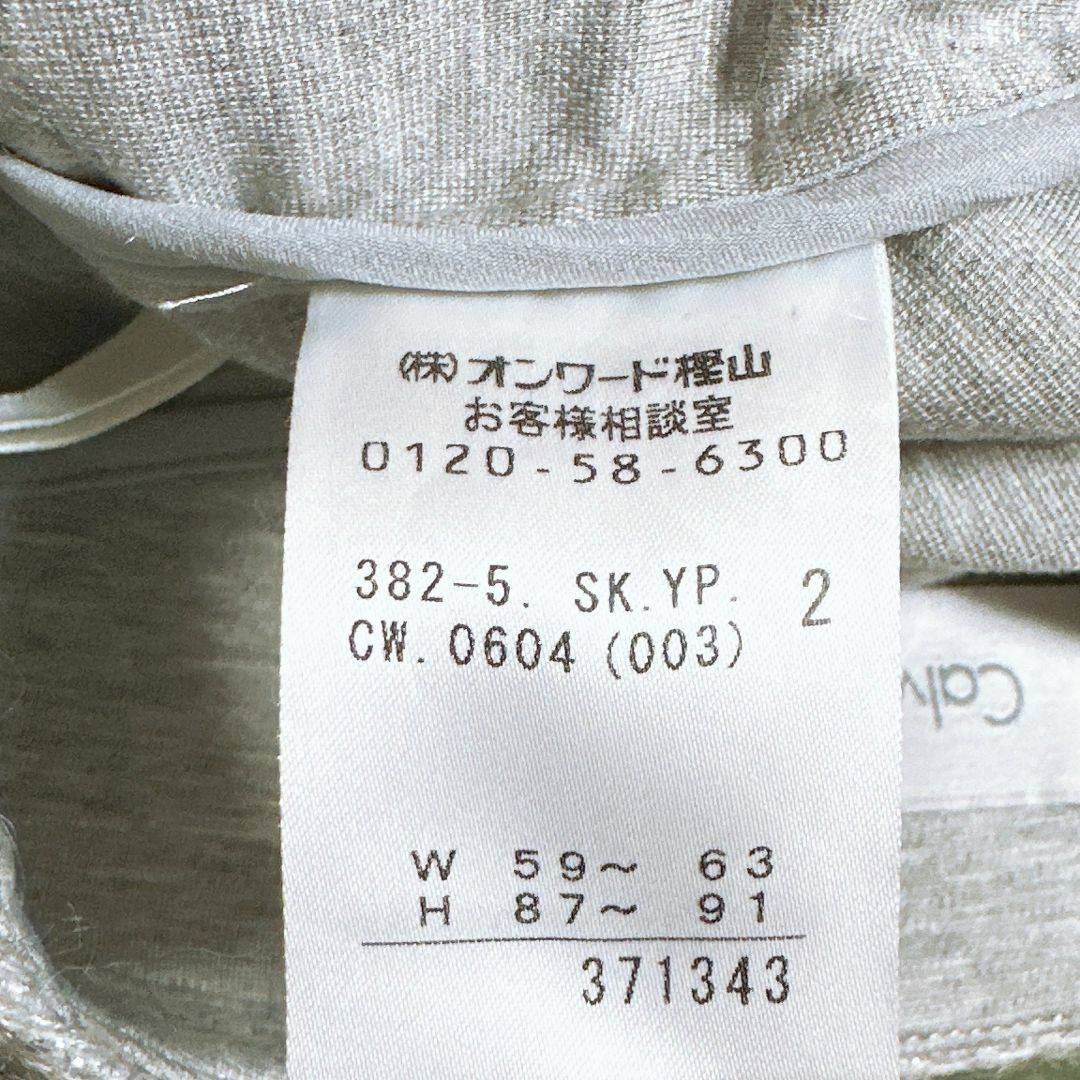 (株)オンワード樫山
お客様相談室
0120-58-6300
382-5. SK.YP. 2
CW.0604 (003)
W 59～ 63
H 87～ 91
371343